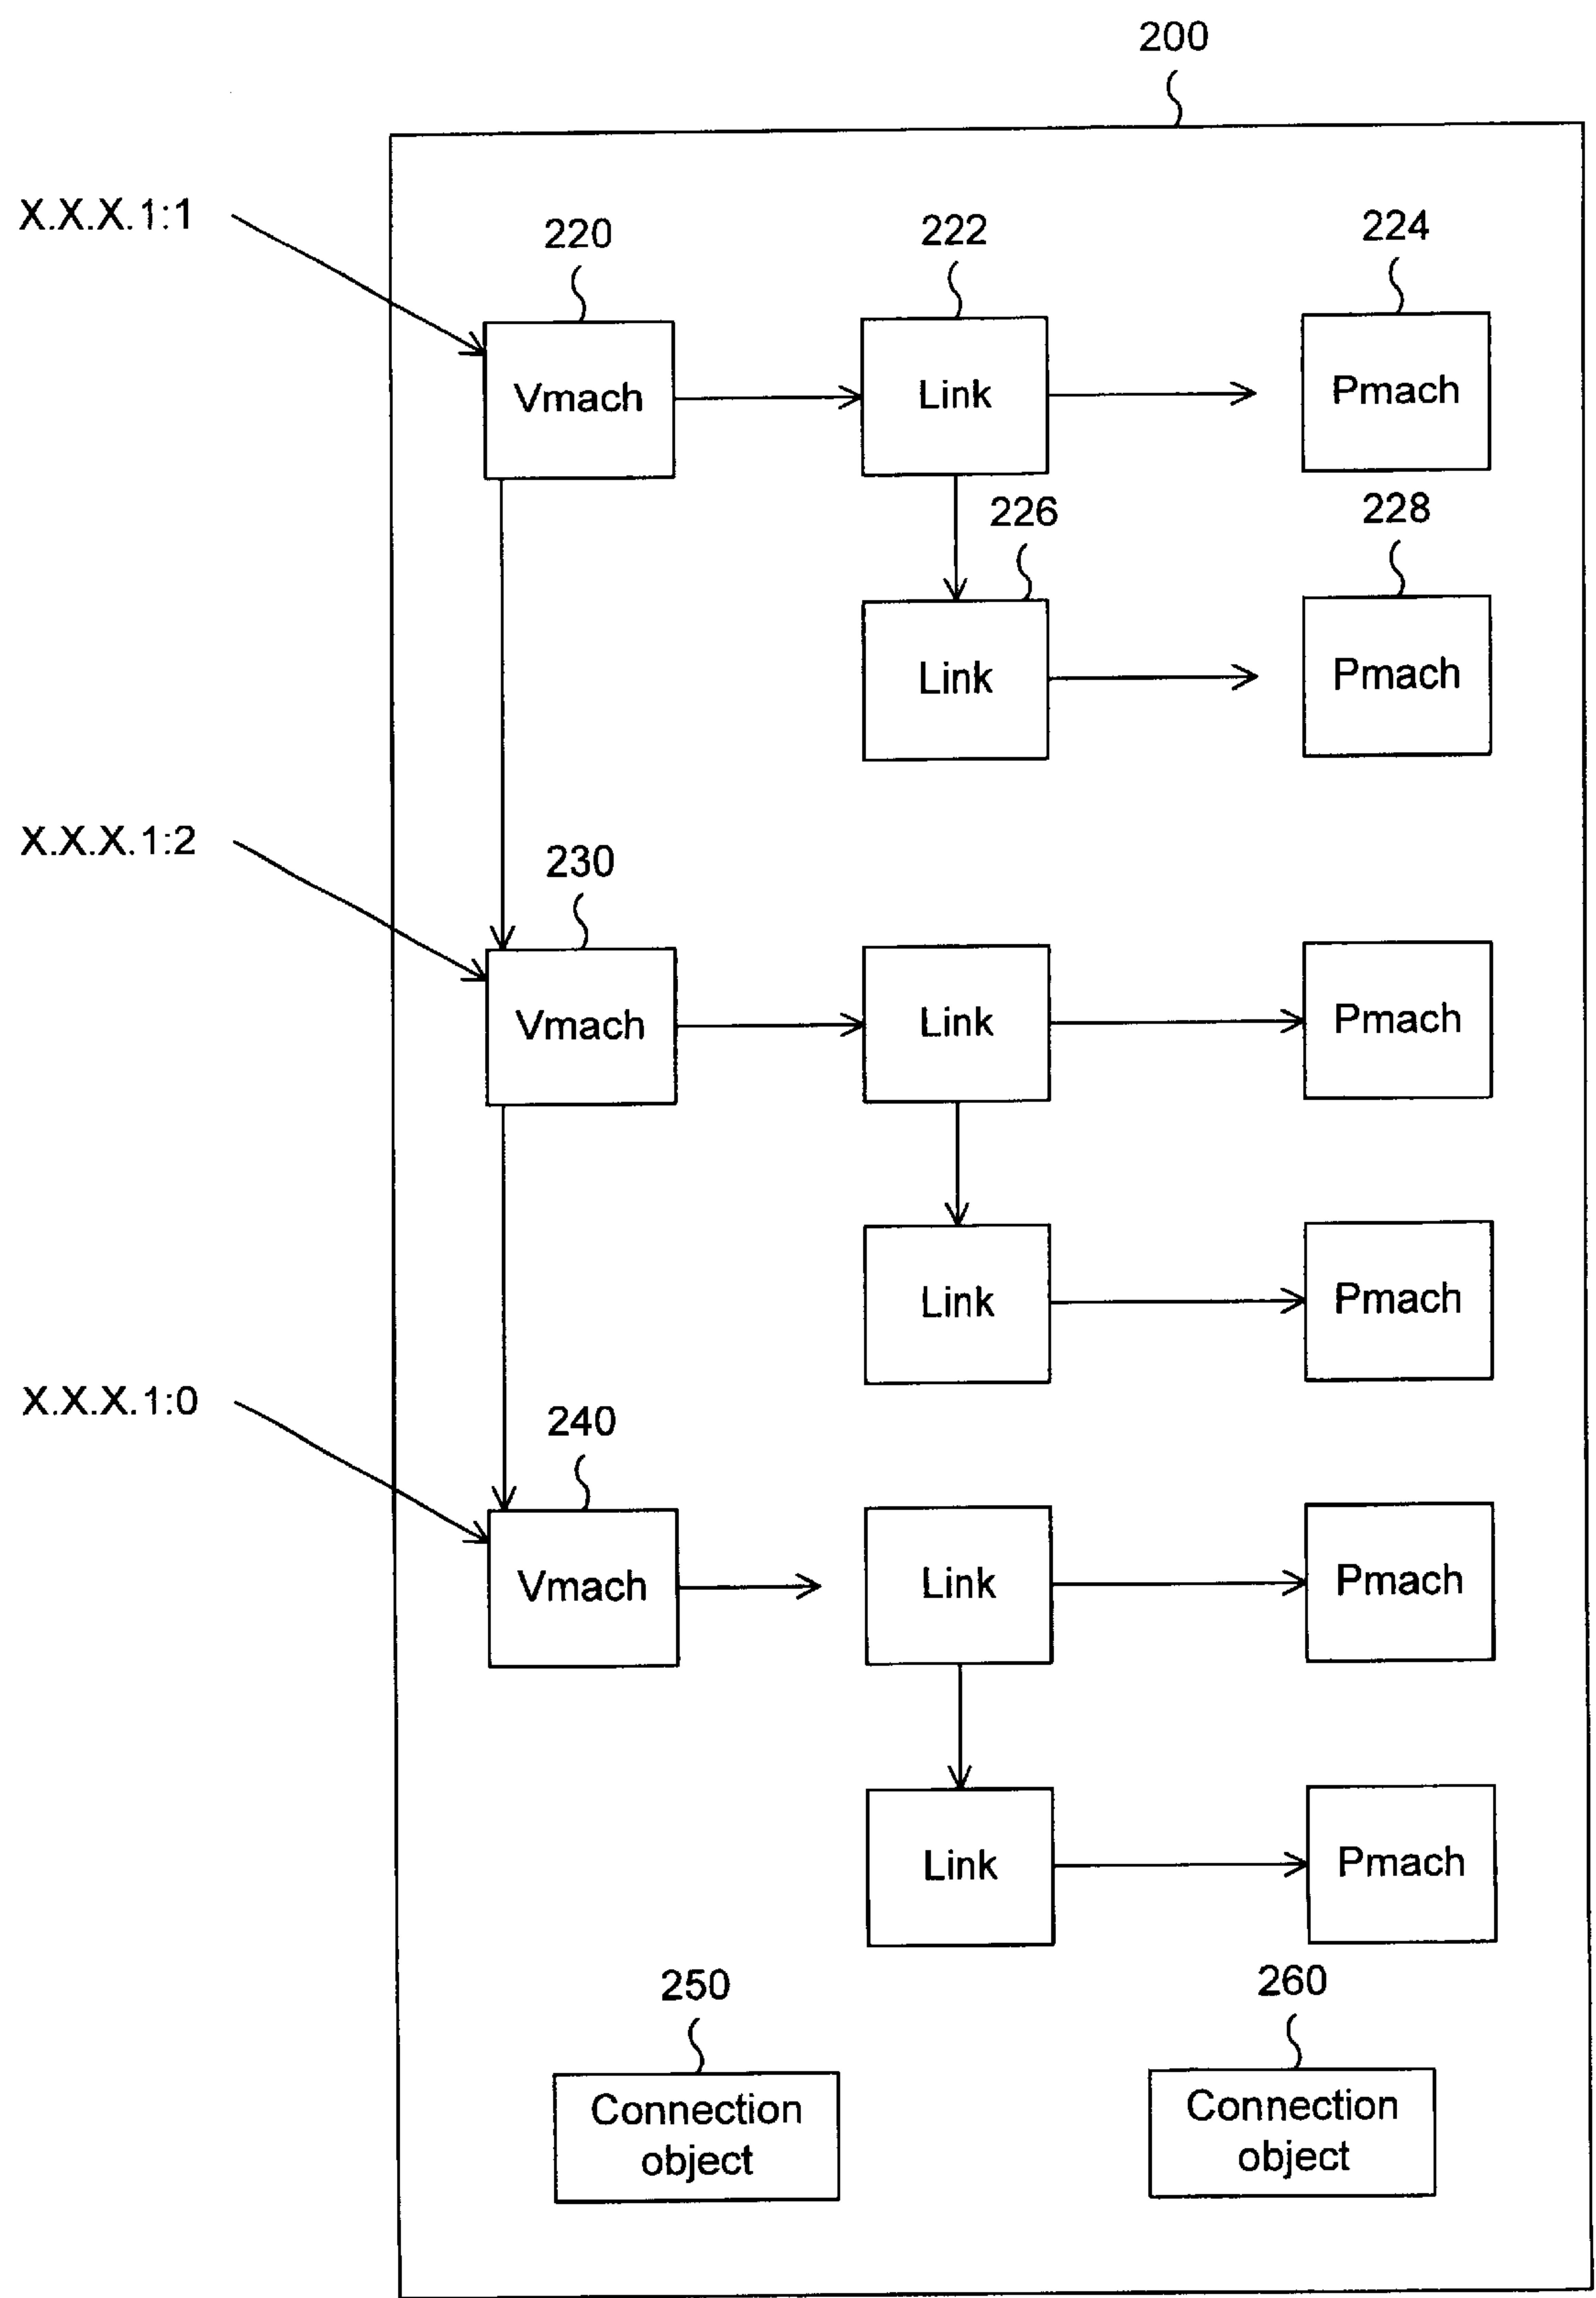 200
X.X.X.1:1
220
222
224
Vmach
Link
Pmach
226
228
Link
Pmach
X.X.X.1:2
230
Vmach
Link
Pmach
Link
Pmach
X.X.X.1:0
240
Vmach
Link
Pmach
Link
Pmach
250
260
Connection
object
Connection
object